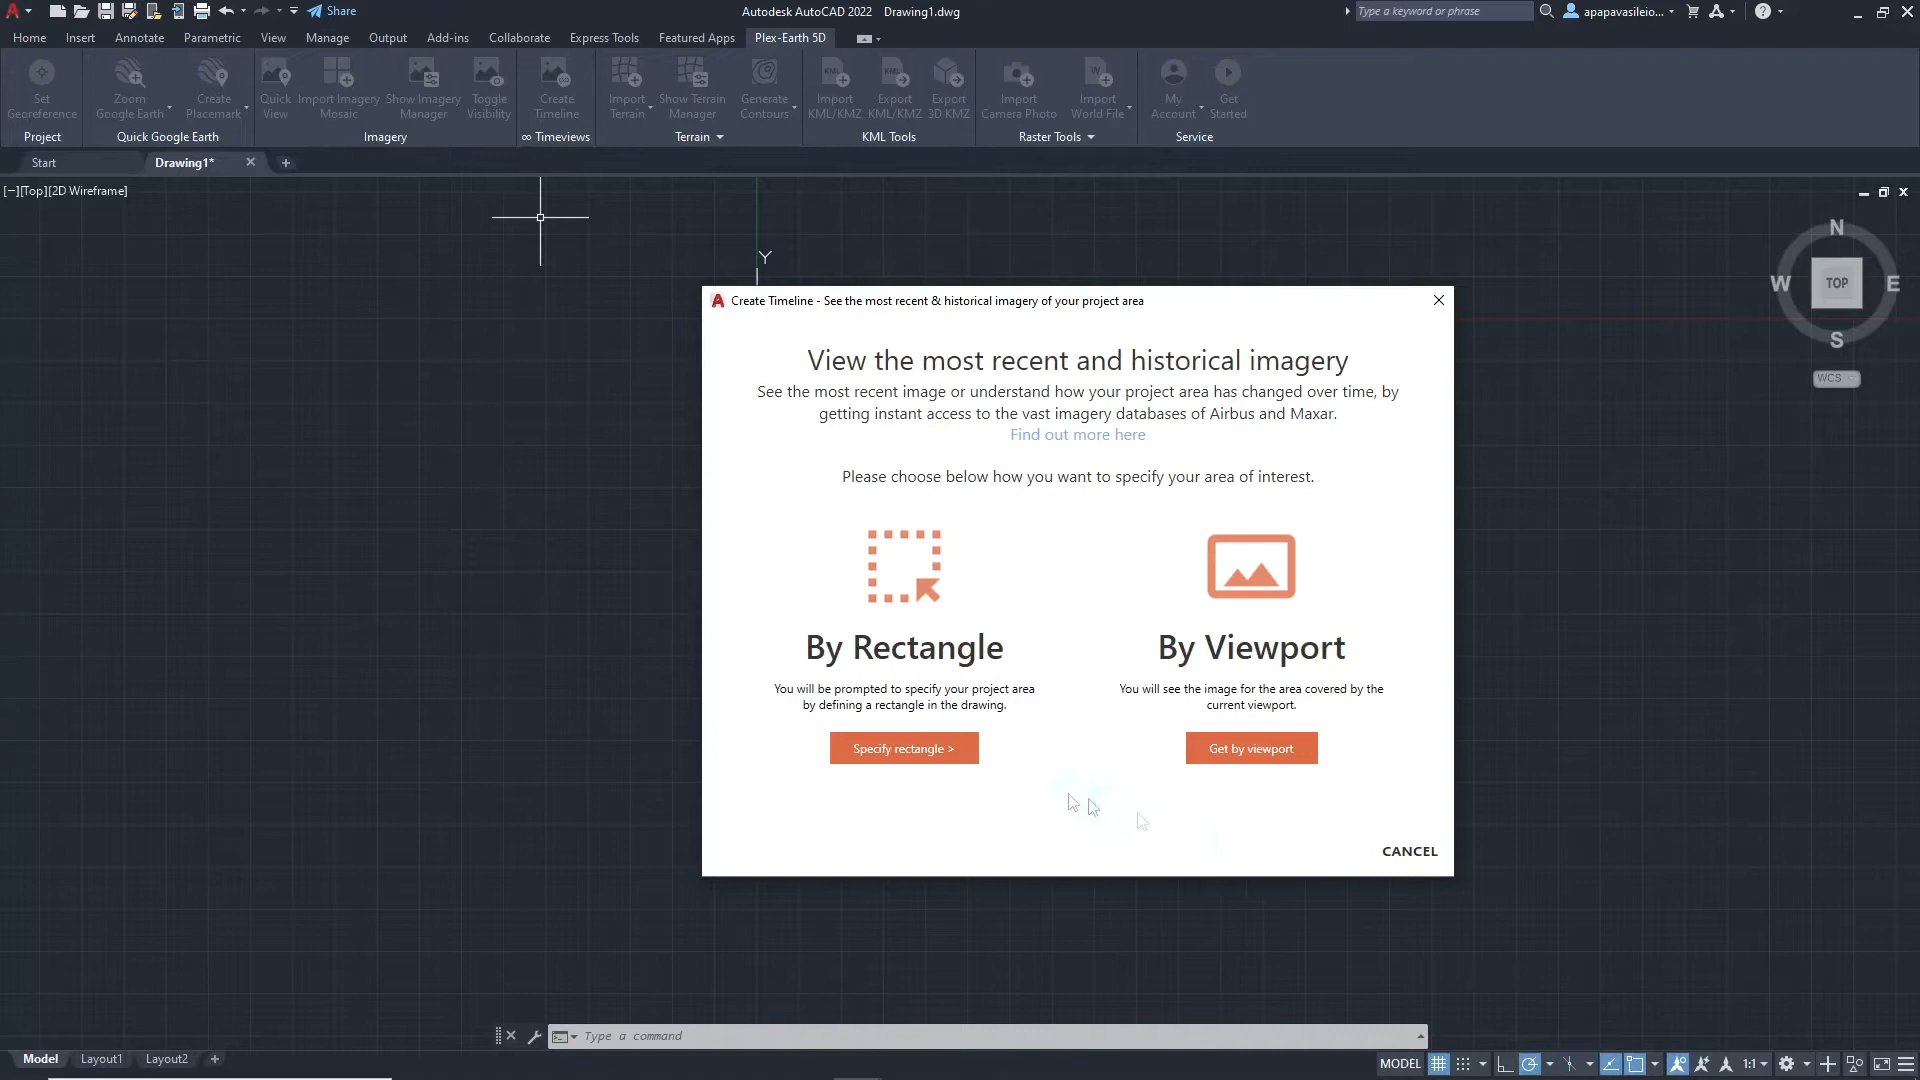 Share
Autodesk AutoCAD 2022 Drawing1.dwg
Type a keyword or phrase
apapavasileio...
Home Insert Annotate Parametric View Manage Output Add-ins Collaborate Express Tools Featured Apps Plex-Earth 5D
Set Georeference
Zoom Google Earth
Create Placemark
Quick View
Import Imagery Mosaic
Show Imagery Manager
Toggle Visibility
Create Timeline
Import Terrain
Show Terrain Manager
Generate Contours
Import KML/KMZ
Export KML/KMZ
Export 3D KMZ
Import Camera Photo
Import World File
My Account
Get Started
Project Quick Google Earth Imagery ∞ Timeviews Terrain KML Tools Raster Tools Service
Start Drawing1*
[−][Top][2D Wireframe]
Y
N
W TOP E
S
WCS
Create Timeline - See the most recent & historical imagery of your project area
View the most recent and historical imagery
See the most recent image or understand how your project area has changed over time, by
getting instant access to the vast imagery databases of Airbus and Maxar.
Find out more here
Please choose below how you want to specify your area of interest.
By Rectangle
You will be prompted to specify your project area
by defining a rectangle in the drawing.
Specify rectangle >
By Viewport
You will see the image for the area covered by the
current viewport.
Get by viewport
CANCEL
Type a command
Model Layout1 Layout2
MODEL 1:1